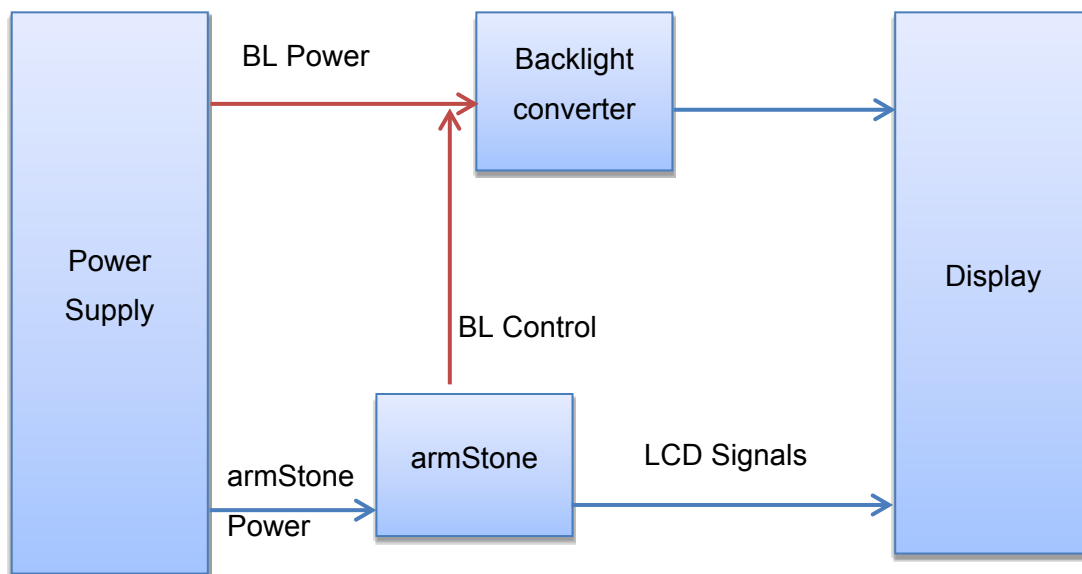 BL Power
Backlight
converter
Power
Supply
Display
BL Control
armStone
LCD Signals
armStone
Power